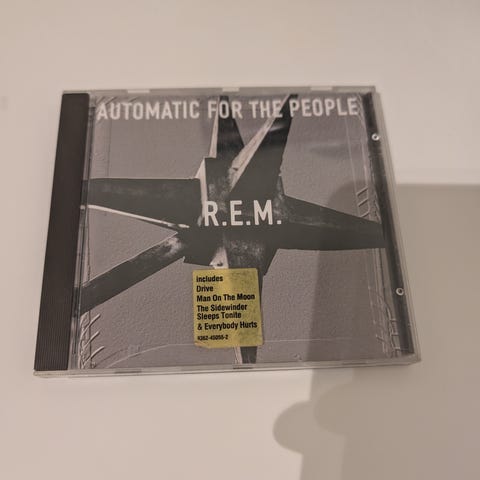 AUTOMATIC FOR THE PEOPLE
R.E.M.
includes
Drive
Man On The Moon
The Sidewinder
Sleeps Tonite
& Everybody Hurts
9362-45055-2